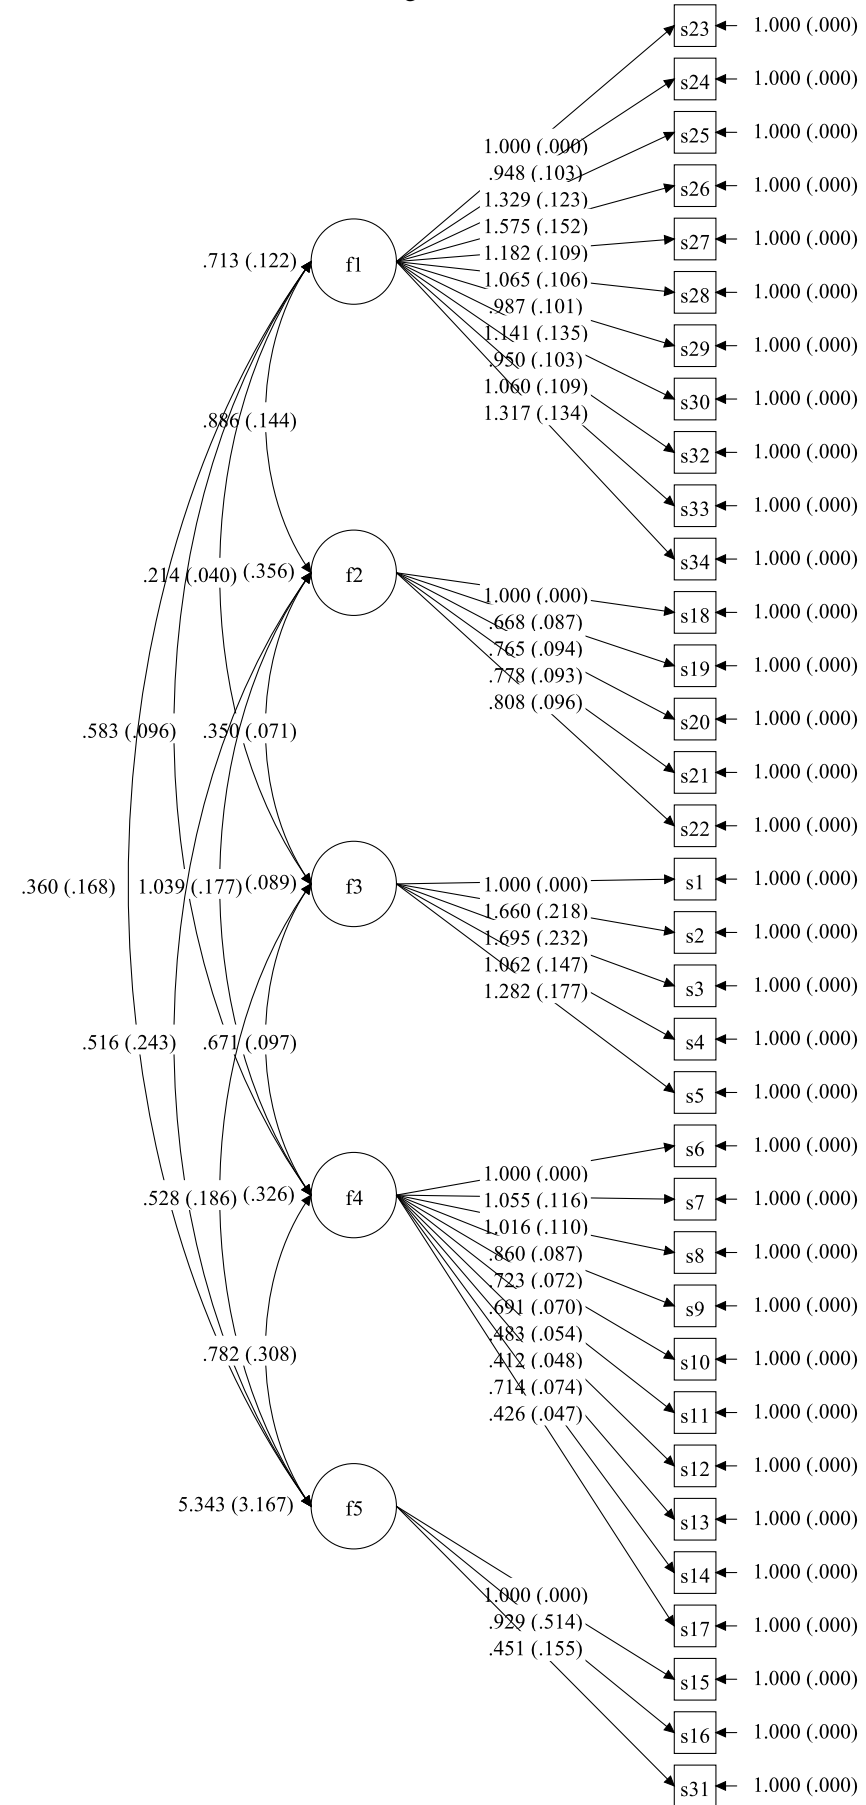 s23 1.000 (.000)
s24 1.000 (.000)
s25 1.000 (.000)
s26 1.000 (.000)
s27 1.000 (.000)
s28 1.000 (.000)
s29 1.000 (.000)
s30 1.000 (.000)
s32 1.000 (.000)
s33 1.000 (.000)
s34 1.000 (.000)
s18 1.000 (.000)
s19 1.000 (.000)
s20 1.000 (.000)
s21 1.000 (.000)
s22 1.000 (.000)
s1 1.000 (.000)
s2 1.000 (.000)
s3 1.000 (.000)
s4 1.000 (.000)
s5 1.000 (.000)
s6 1.000 (.000)
s7 1.000 (.000)
s8 1.000 (.000)
s9 1.000 (.000)
s10 1.000 (.000)
s11 1.000 (.000)
s12 1.000 (.000)
s13 1.000 (.000)
s14 1.000 (.000)
s17 1.000 (.000)
s15 1.000 (.000)
s16 1.000 (.000)
s31 1.000 (.000)
1.000 (.000)
.948 (.103)
1.329 (.123)
1.575 (.152)
1.182 (.109)
1.065 (.106)
.987 (.101)
1.141 (.135)
.950 (.103)
1.060 (.109)
1.317 (.134)
1.000 (.000)
.668 (.087)
.765 (.094)
.778 (.093)
.808 (.096)
1.000 (.000)
1.660 (.218)
1.695 (.232)
1.062 (.147)
1.282 (.177)
1.000 (.000)
1.055 (.116)
1.016 (.110)
.860 (.087)
.723 (.072)
.691 (.070)
.483 (.054)
.412 (.048)
.714 (.074)
.426 (.047)
1.000 (.000)
.929 (.514)
.451 (.155)
.713 (.122) f1
.886 (.144)
.214 (.040) (.356) f2
.583 (.096) .350 (.071)
.360 (.168) 1.039 (.177) (.089) f3
.516 (.243) .671 (.097)
.528 (.186) (.326) f4
.782 (.308)
5.343 (3.167) f5